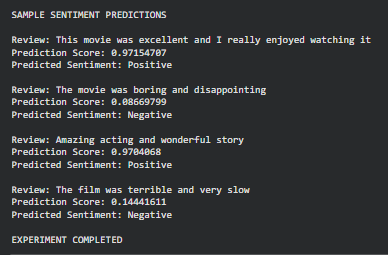 SAMPLE SENTIMENT PREDICTIONS
Review: This movie was excellent and I really enjoyed watching it
Prediction Score: 0.97154707
Predicted Sentiment: Positive
Review: The movie was boring and disappointing
Prediction Score: 0.08669799
Predicted Sentiment: Negative
Review: Amazing acting and wonderful story
Prediction Score: 0.9704068
Predicted Sentiment: Positive
Review: The film was terrible and very slow
Prediction Score: 0.14441611
Predicted Sentiment: Negative
EXPERIMENT COMPLETED